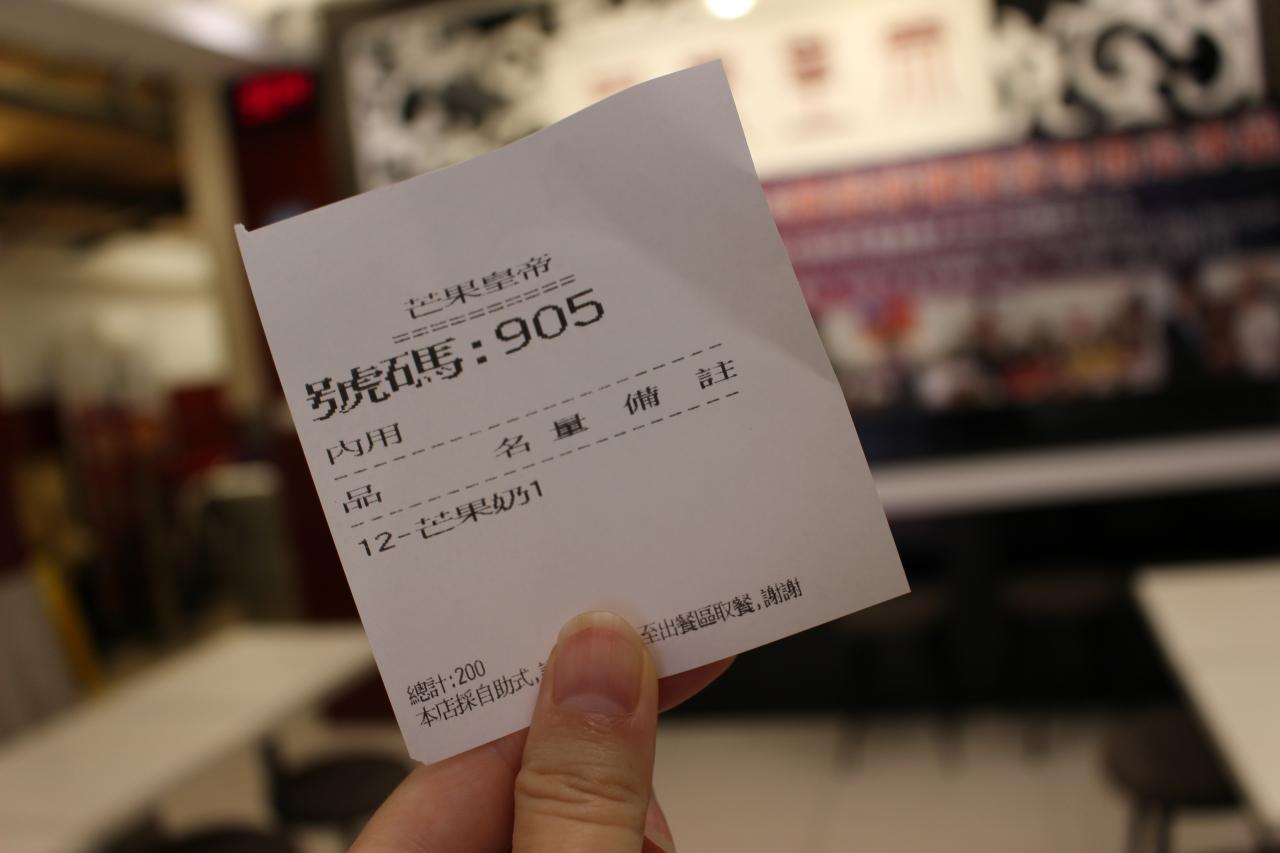 芒果皇帝
===============
號碼:905
內用
品 名 量 備 註
12-芒果奶1
總計:200
本店採自助式,
至出餐區取餐,謝謝